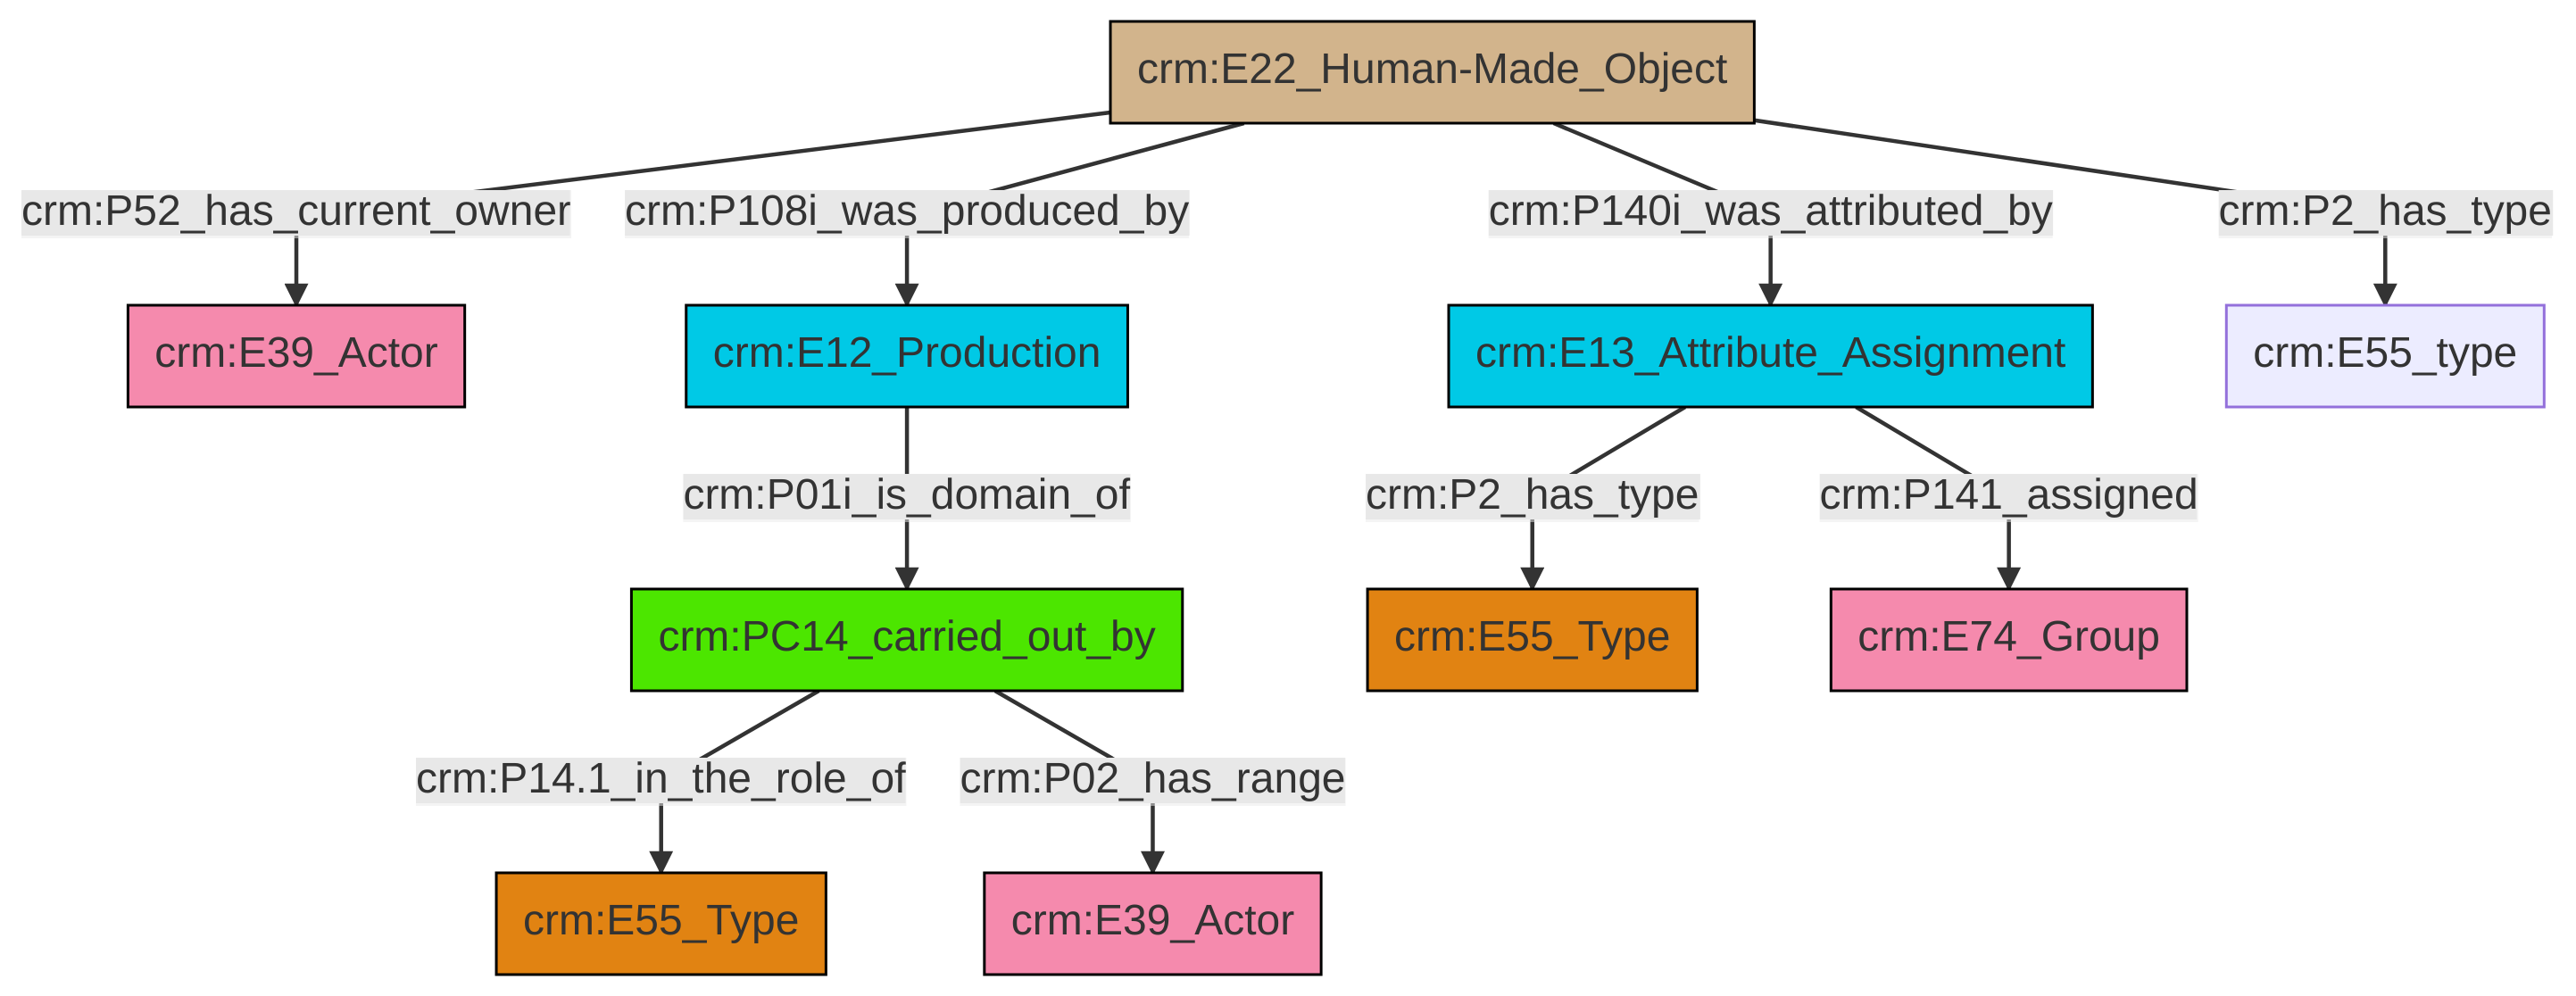 crm:E22_Human-Made_Object
crm:P52_has_current_owner
crm:P108i_was_produced_by
crm:P140i_was_attributed_by
crm:P2_has_type
crm:E39_Actor
crm:E12_Production
crm:E13_Attribute_Assignment
crm:E55_type
crm:P01i_is_domain_of
crm:P2_has_type
crm:P141_assigned
crm:PC14_carried_out_by
crm:E55_Type
crm:E74_Group
crm:P14.1_in_the_role_of
crm:P02_has_range
crm:E55_Type
crm:E39_Actor